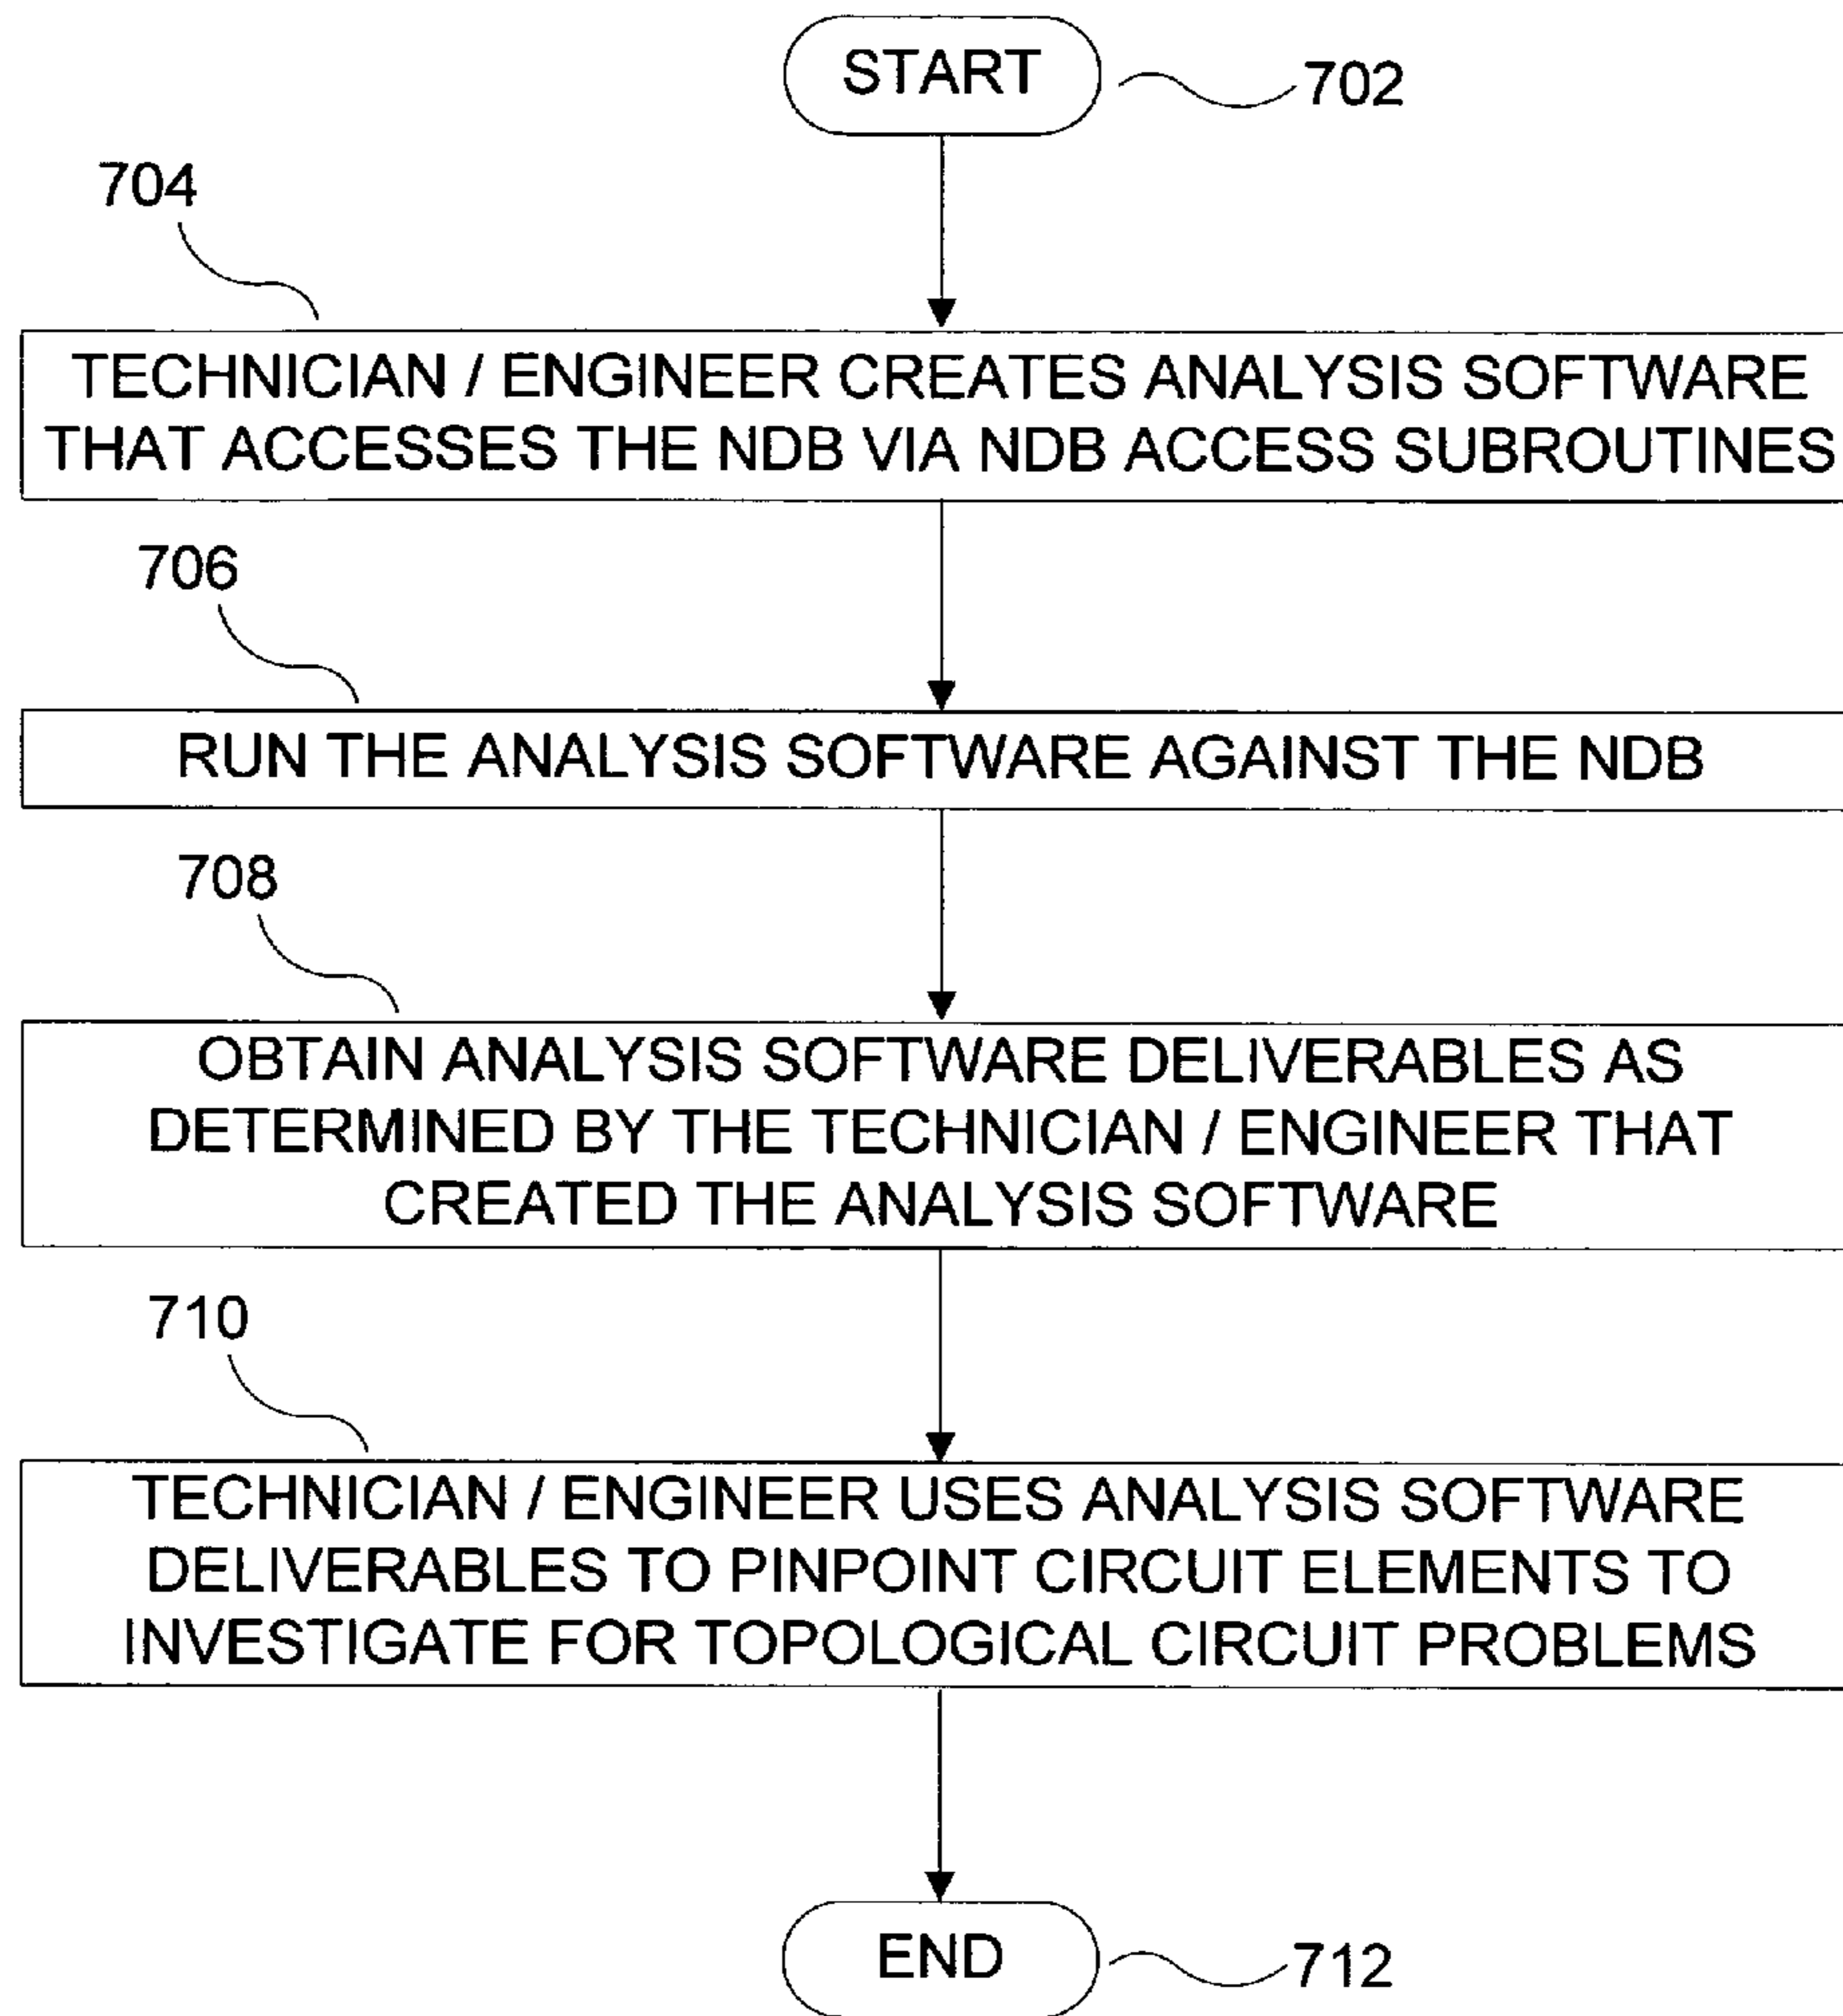 START
702
704
TECHNICIAN / ENGINEER CREATES ANALYSIS SOFTWARE
THAT ACCESSES THE NDB VIA NDB ACCESS SUBROUTINES
706
RUN THE ANALYSIS SOFTWARE AGAINST THE NDB
708
OBTAIN ANALYSIS SOFTWARE DELIVERABLES AS
DETERMINED BY THE TECHNICIAN / ENGINEER THAT
CREATED THE ANALYSIS SOFTWARE
710
TECHNICIAN / ENGINEER USES ANALYSIS SOFTWARE
DELIVERABLES TO PINPOINT CIRCUIT ELEMENTS TO
INVESTIGATE FOR TOPOLOGICAL CIRCUIT PROBLEMS
END
712